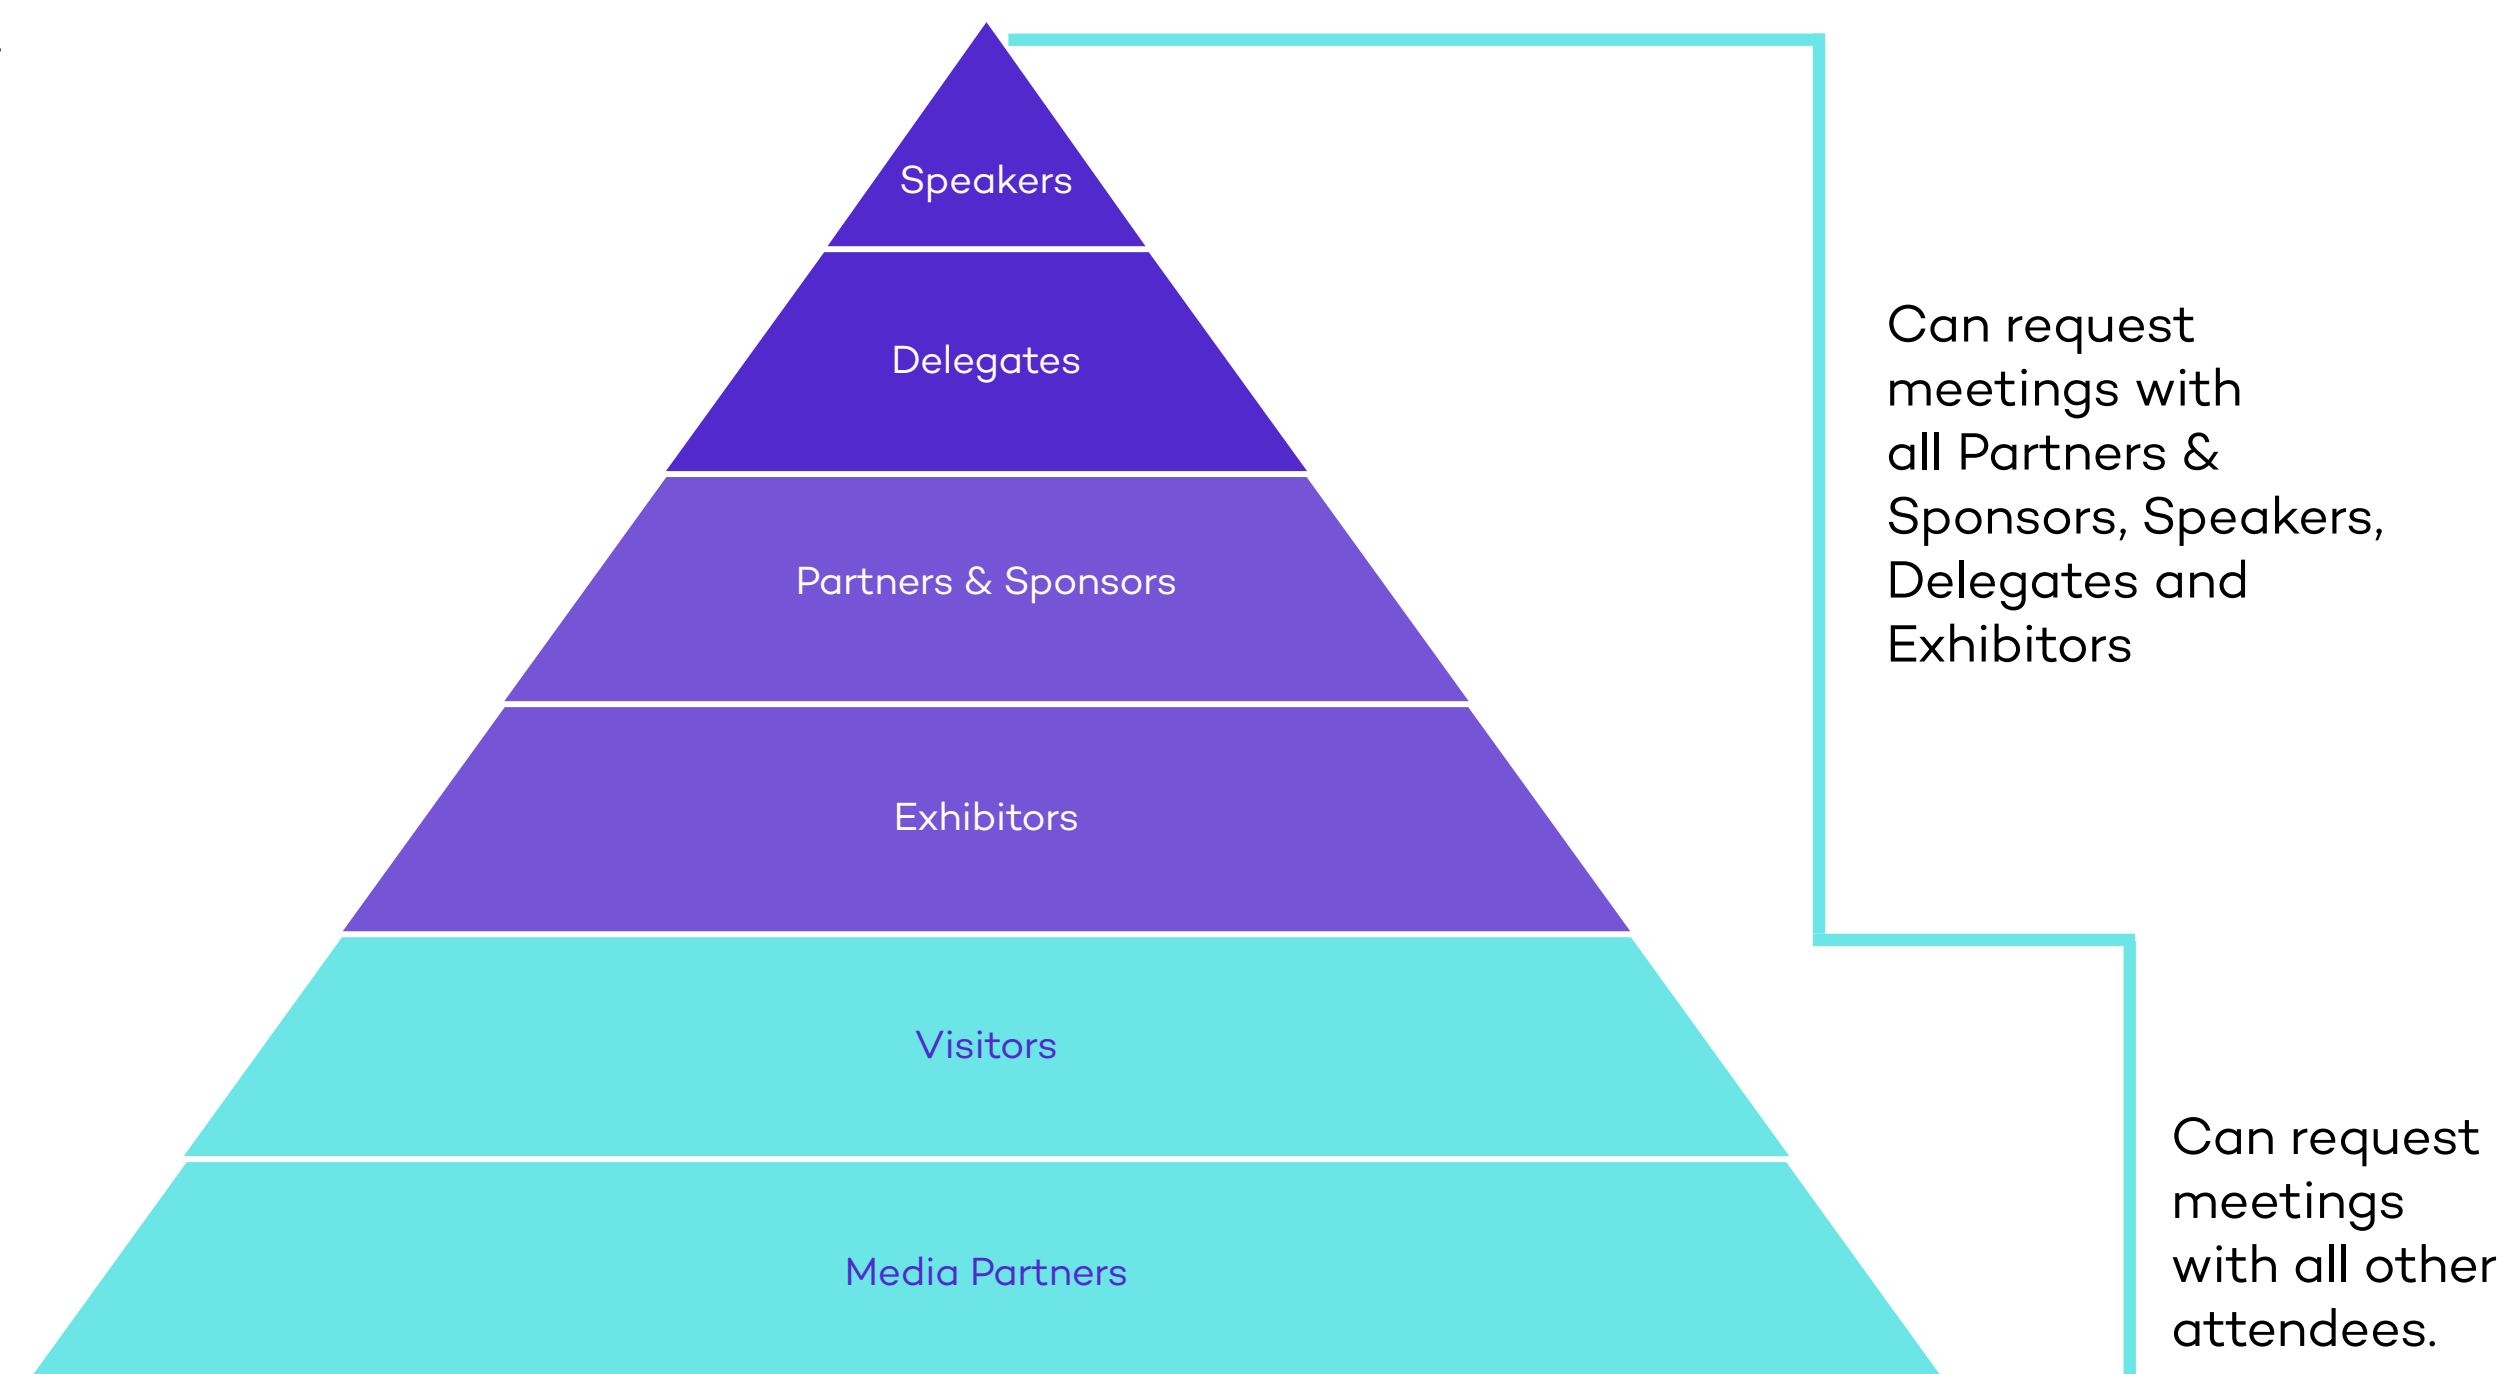 Speakers
Delegates
Partners & Sponsors
Exhibitors
Visitors
Media Partners
Can request
meetings with
all Partners &
Sponsors, Speakers,
Delegates and
Exhibitors
Can request
meetings
with all other
attendees.